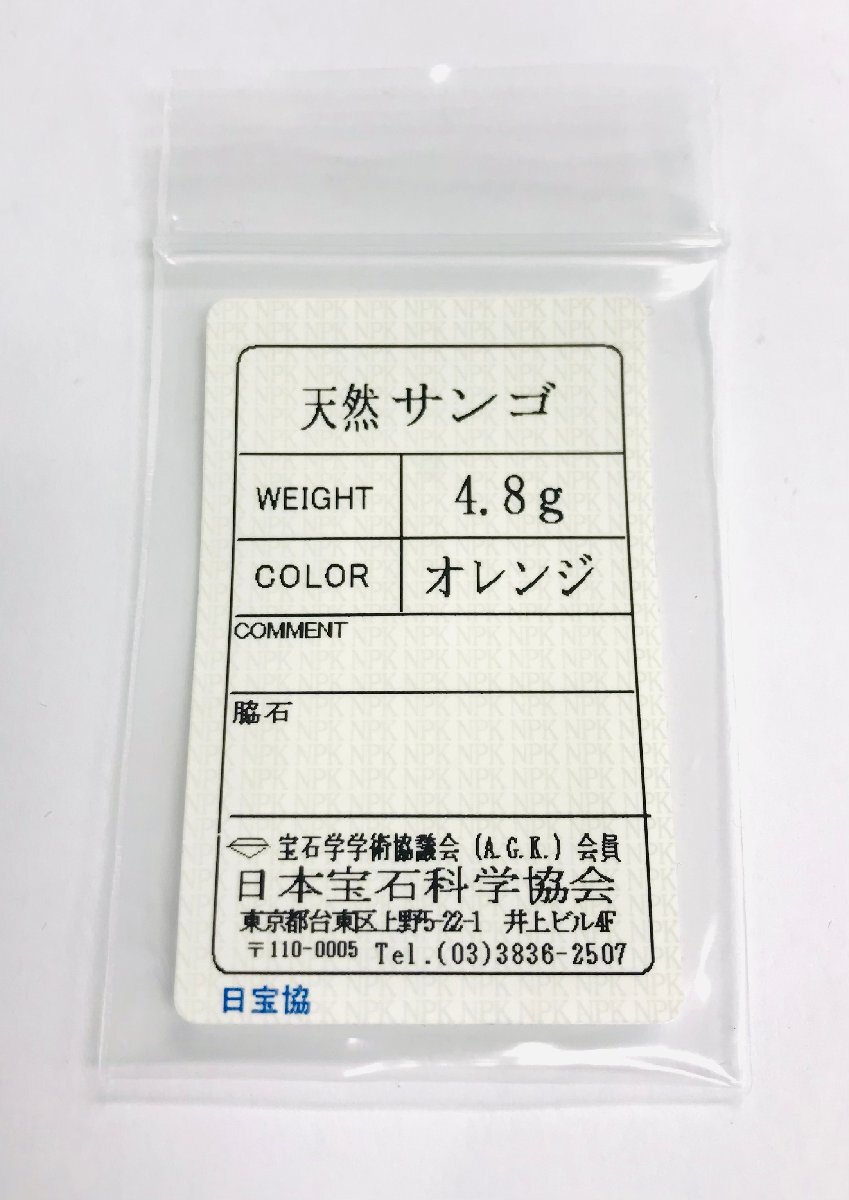 天然サンゴ
WEIGHT 4.8g
COLOR オレンジ
COMMENT
脇石
宝石学学術協議会(A.G.K.)会員
日本宝石科学協会
東京都台東区上野5-22-1 井上ビル4F
〒110-0005 Tel.(03)3836-2507
日宝協